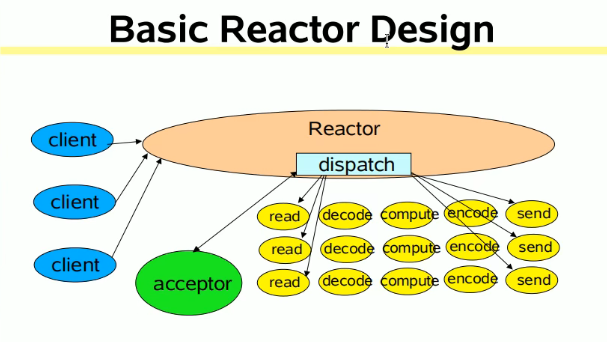 Basic Reactor Design
client
Reactor
dispatch
client
read decode compute encode send
read decode compute encode send
client
acceptor
read decode compute encode send